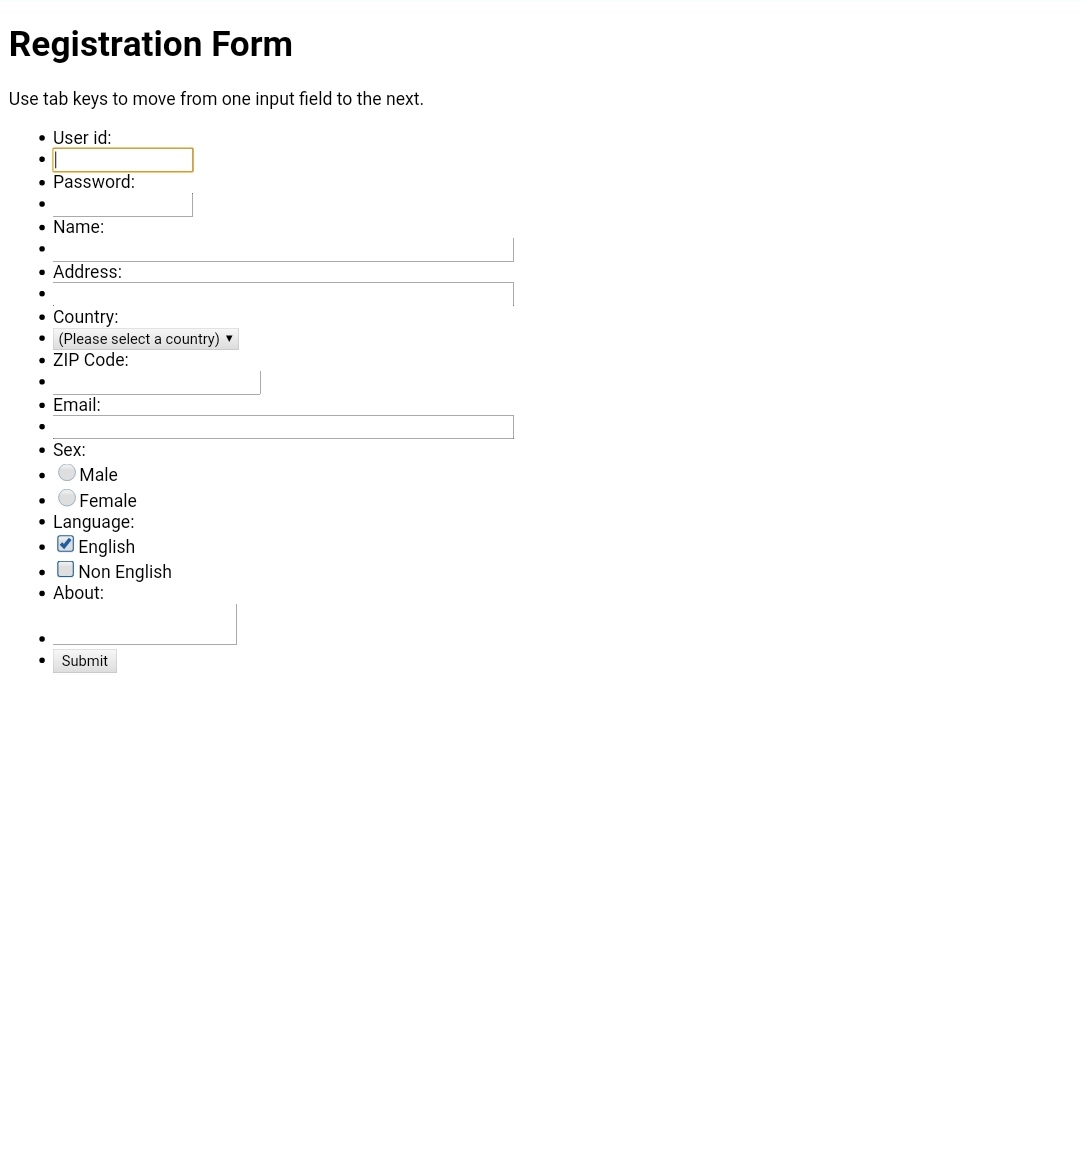 Registration Form
Use tab keys to move from one input field to the next.
User id:
Password:
Name:
Address:
Country:
(Please select a country)
ZIP Code:
Email:
Sex:
Male
Female
Language:
English
Non English
About:
Submit